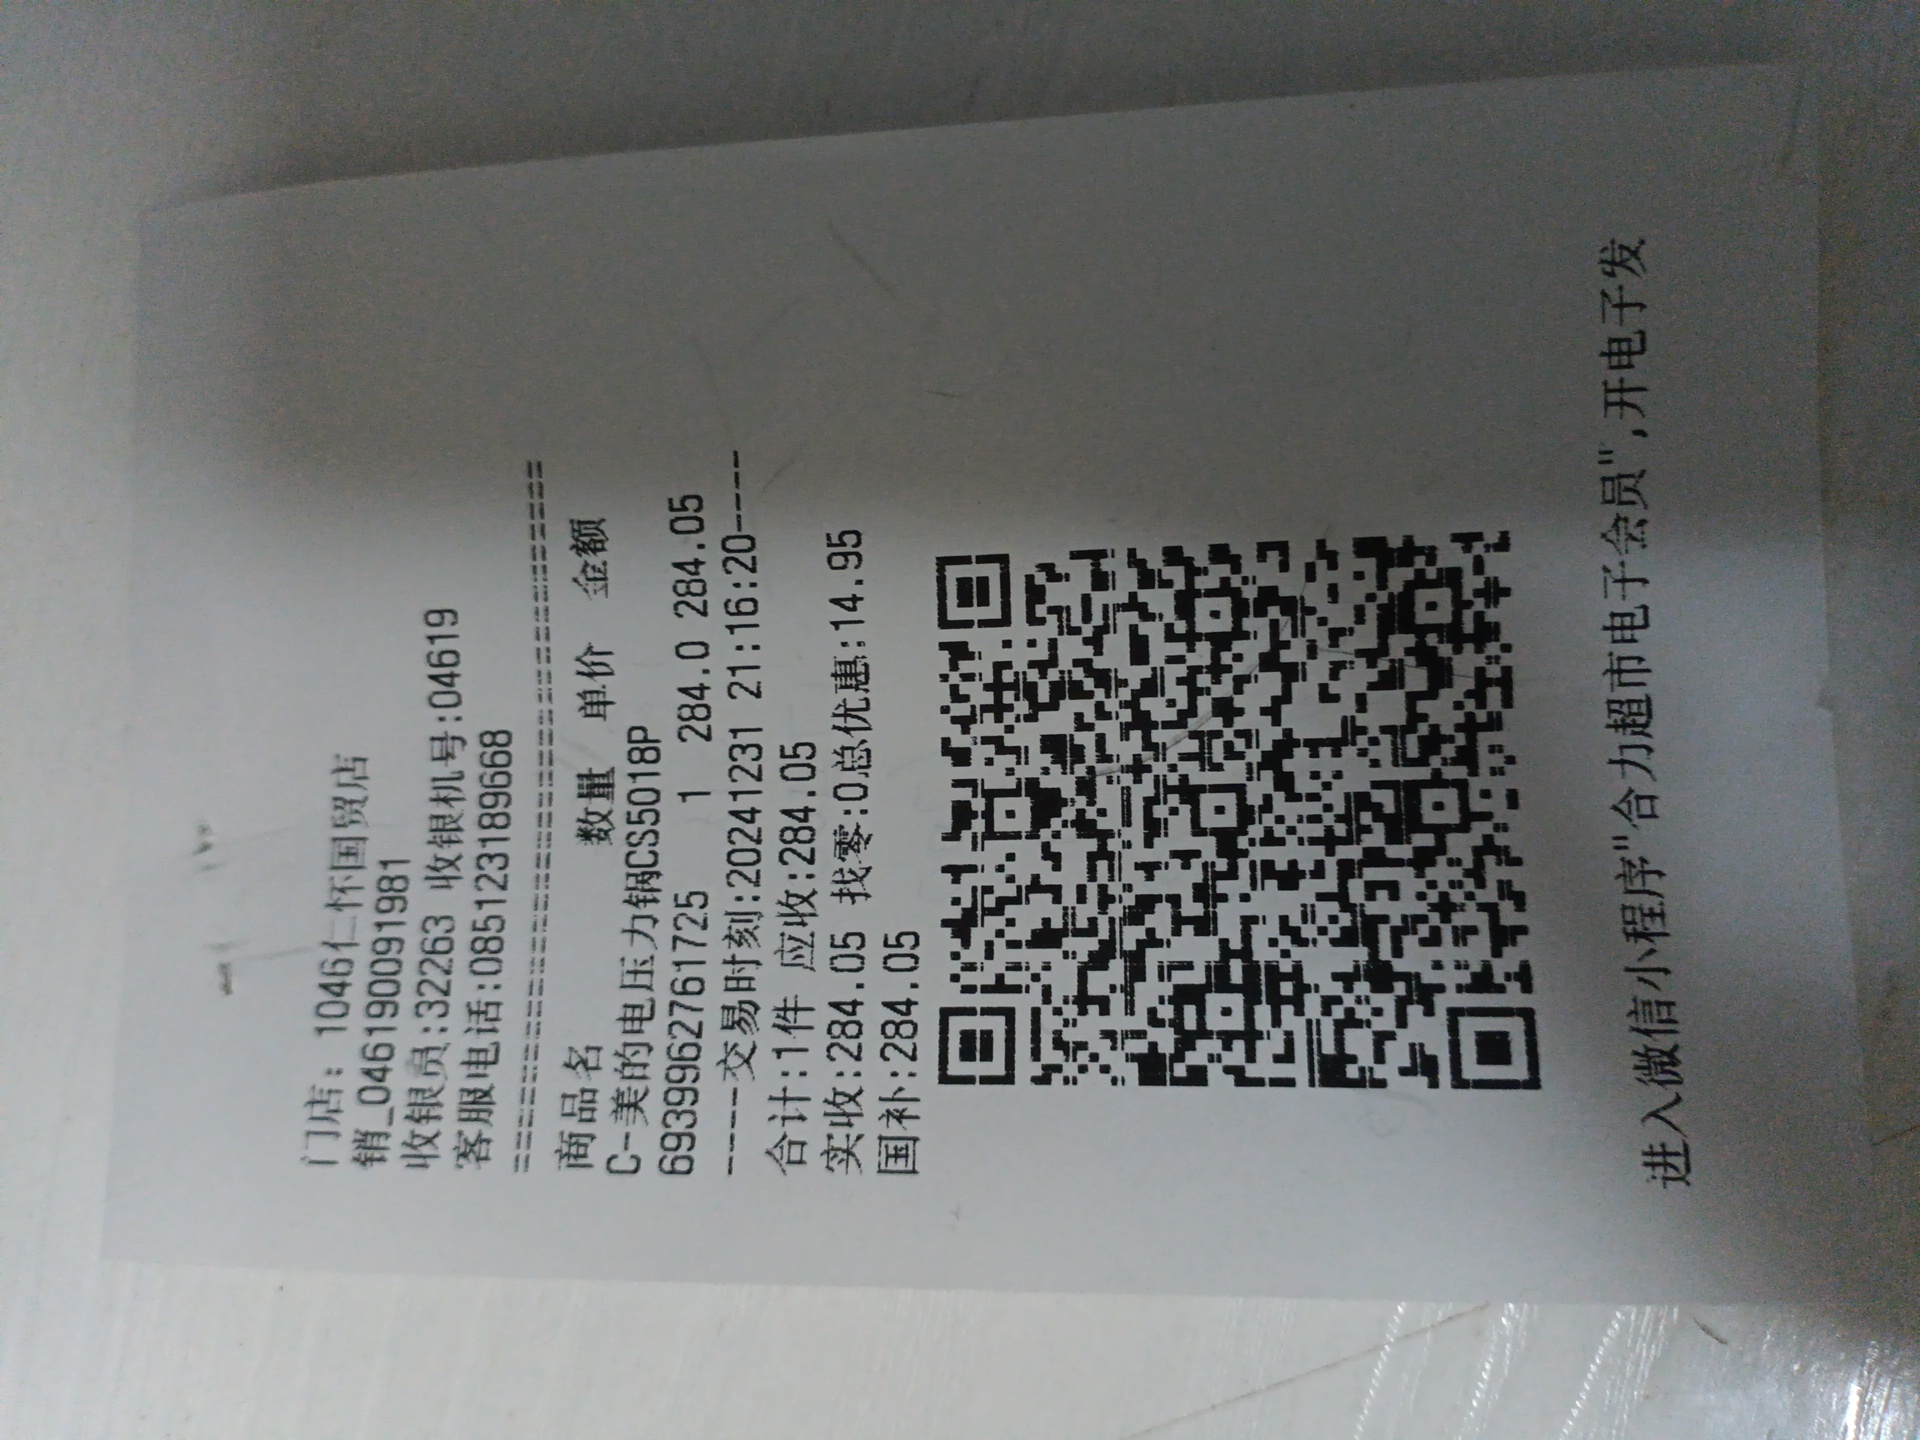 门店: 1046仁怀国贸店
销_046190091981
收银员:32263 收银机号:04619
客服电话:085123189668
==========================================
商品名 数量 单价 金额
C-美的电压力锅CS5018P
6939962761725 1 284.0 284.05
-----交易时刻:20241231 21:16:20-----
合计:1件 应收:284.05
实收:284.05 找零:0总优惠:14.95
国补:284.05
进入微信小程序"合力超市电子会员",开电子发